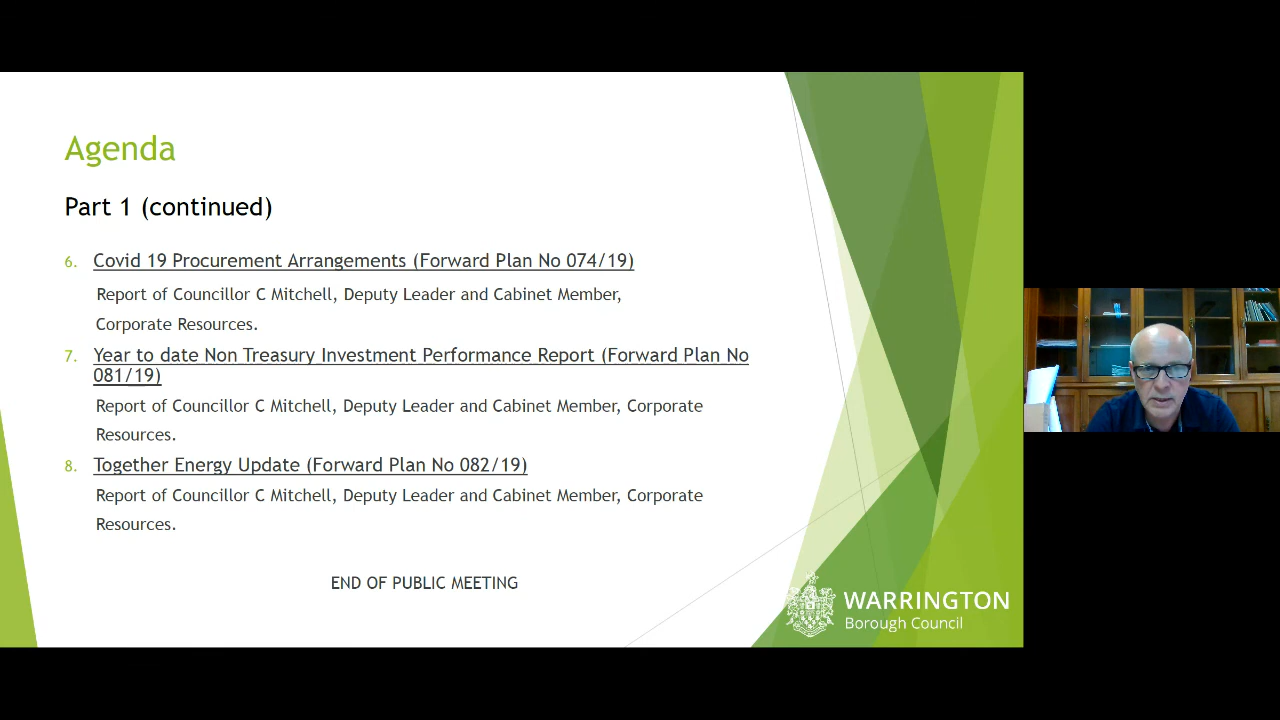 Agenda
Part 1 (continued)
6. Covid 19 Procurement Arrangements (Forward Plan No 074/19)
Report of Councillor C Mitchell, Deputy Leader and Cabinet Member,
Corporate Resources.
7. Year to date Non Treasury Investment Performance Report (Forward Plan No
081/19)
Report of Councillor C Mitchell, Deputy Leader and Cabinet Member, Corporate
Resources.
8. Together Energy Update (Forward Plan No 082/19)
Report of Councillor C Mitchell, Deputy Leader and Cabinet Member, Corporate
Resources.
END OF PUBLIC MEETING
WARRINGTON
Borough Council